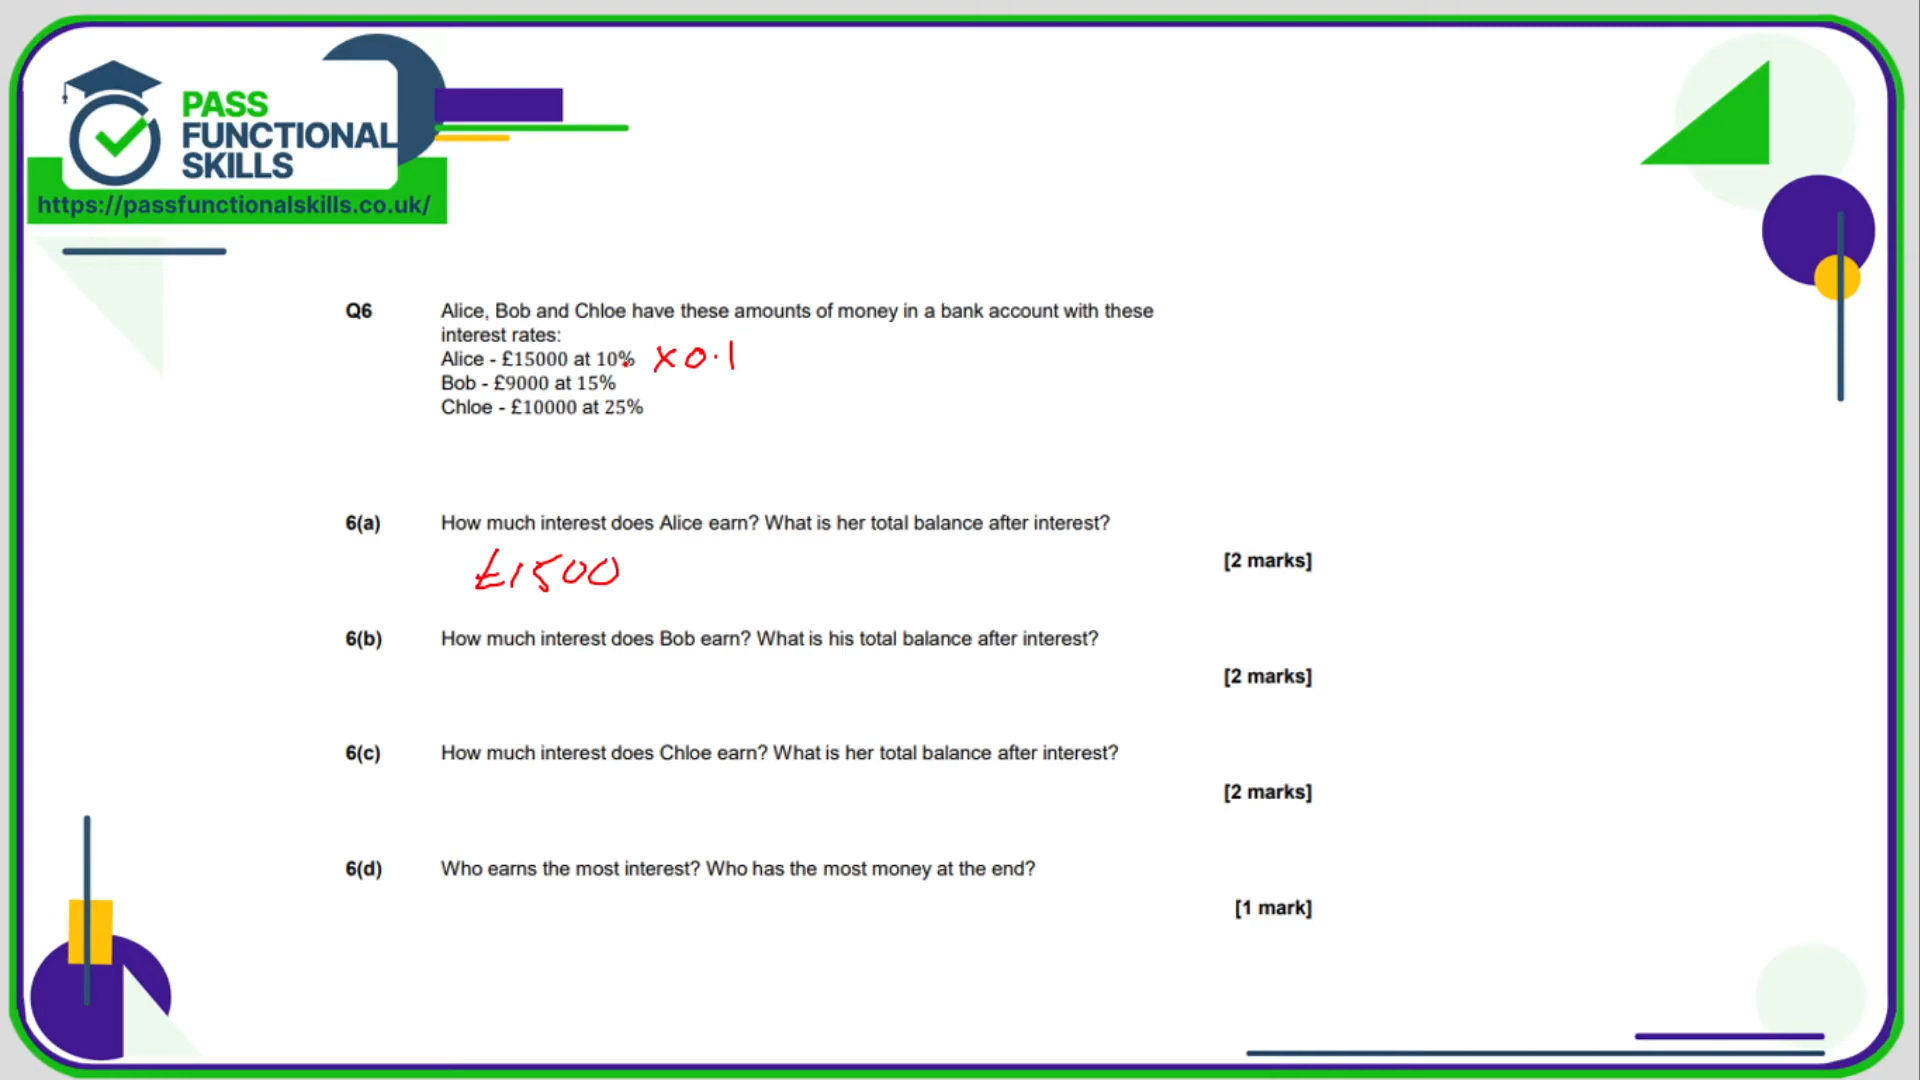 PASS
FUNCTIONAL
SKILLS
https://passfunctionalskills.co.uk/
Q6 Alice, Bob and Chloe have these amounts of money in a bank account with these
interest rates:
Alice - £15000 at 10% × 0.1
Bob - £9000 at 15%
Chloe - £10000 at 25%
6(a) How much interest does Alice earn? What is her total balance after interest?
[2 marks]
£1500
6(b) How much interest does Bob earn? What is his total balance after interest?
[2 marks]
6(c) How much interest does Chloe earn? What is her total balance after interest?
[2 marks]
6(d) Who earns the most interest? Who has the most money at the end?
[1 mark]